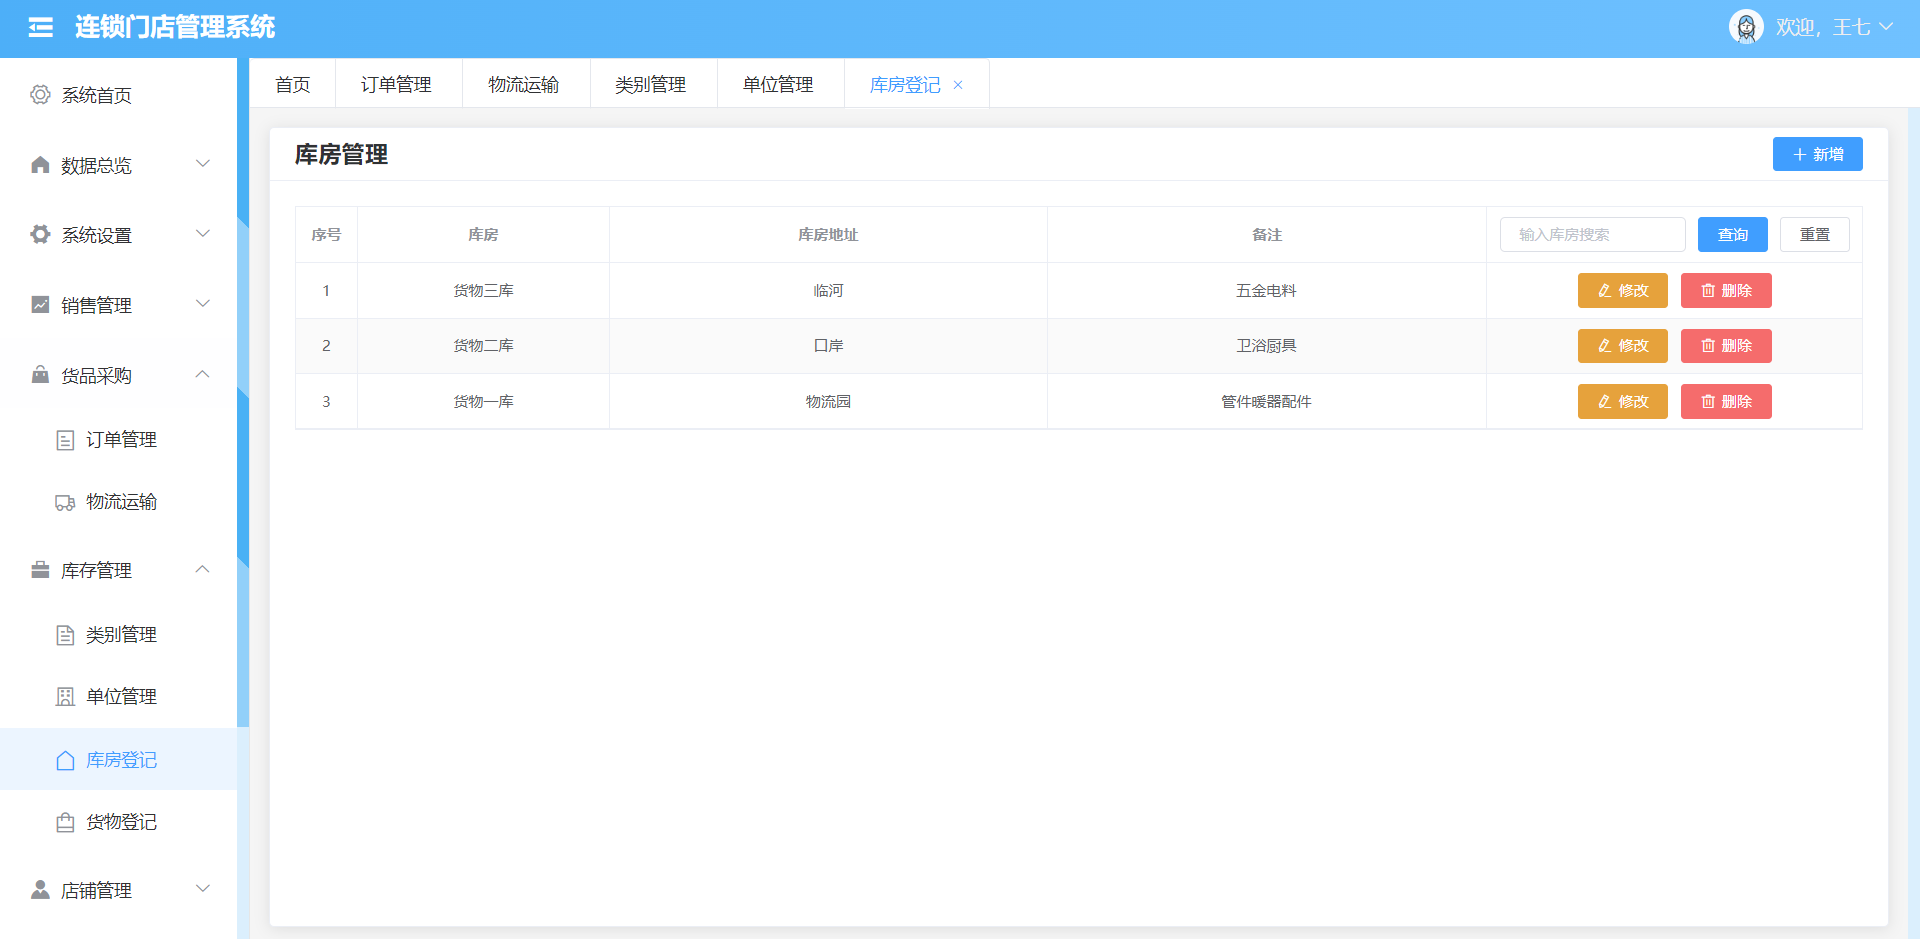 连锁门店管理系统
欢迎，王七
系统首页
数据总览
系统设置
销售管理
货品采购
订单管理
物流运输
库存管理
类别管理
单位管理
库房登记
货物登记
店铺管理
首页 订单管理 物流运输 类别管理 单位管理 库房登记
库房管理
新增
序号 库房 库房地址 备注 输入库房搜索 查询 重置
1 货物三库 临河 五金电料 修改 删除
2 货物二库 口岸 卫浴厨具 修改 删除
3 货物一库 物流园 管件暖器配件 修改 删除